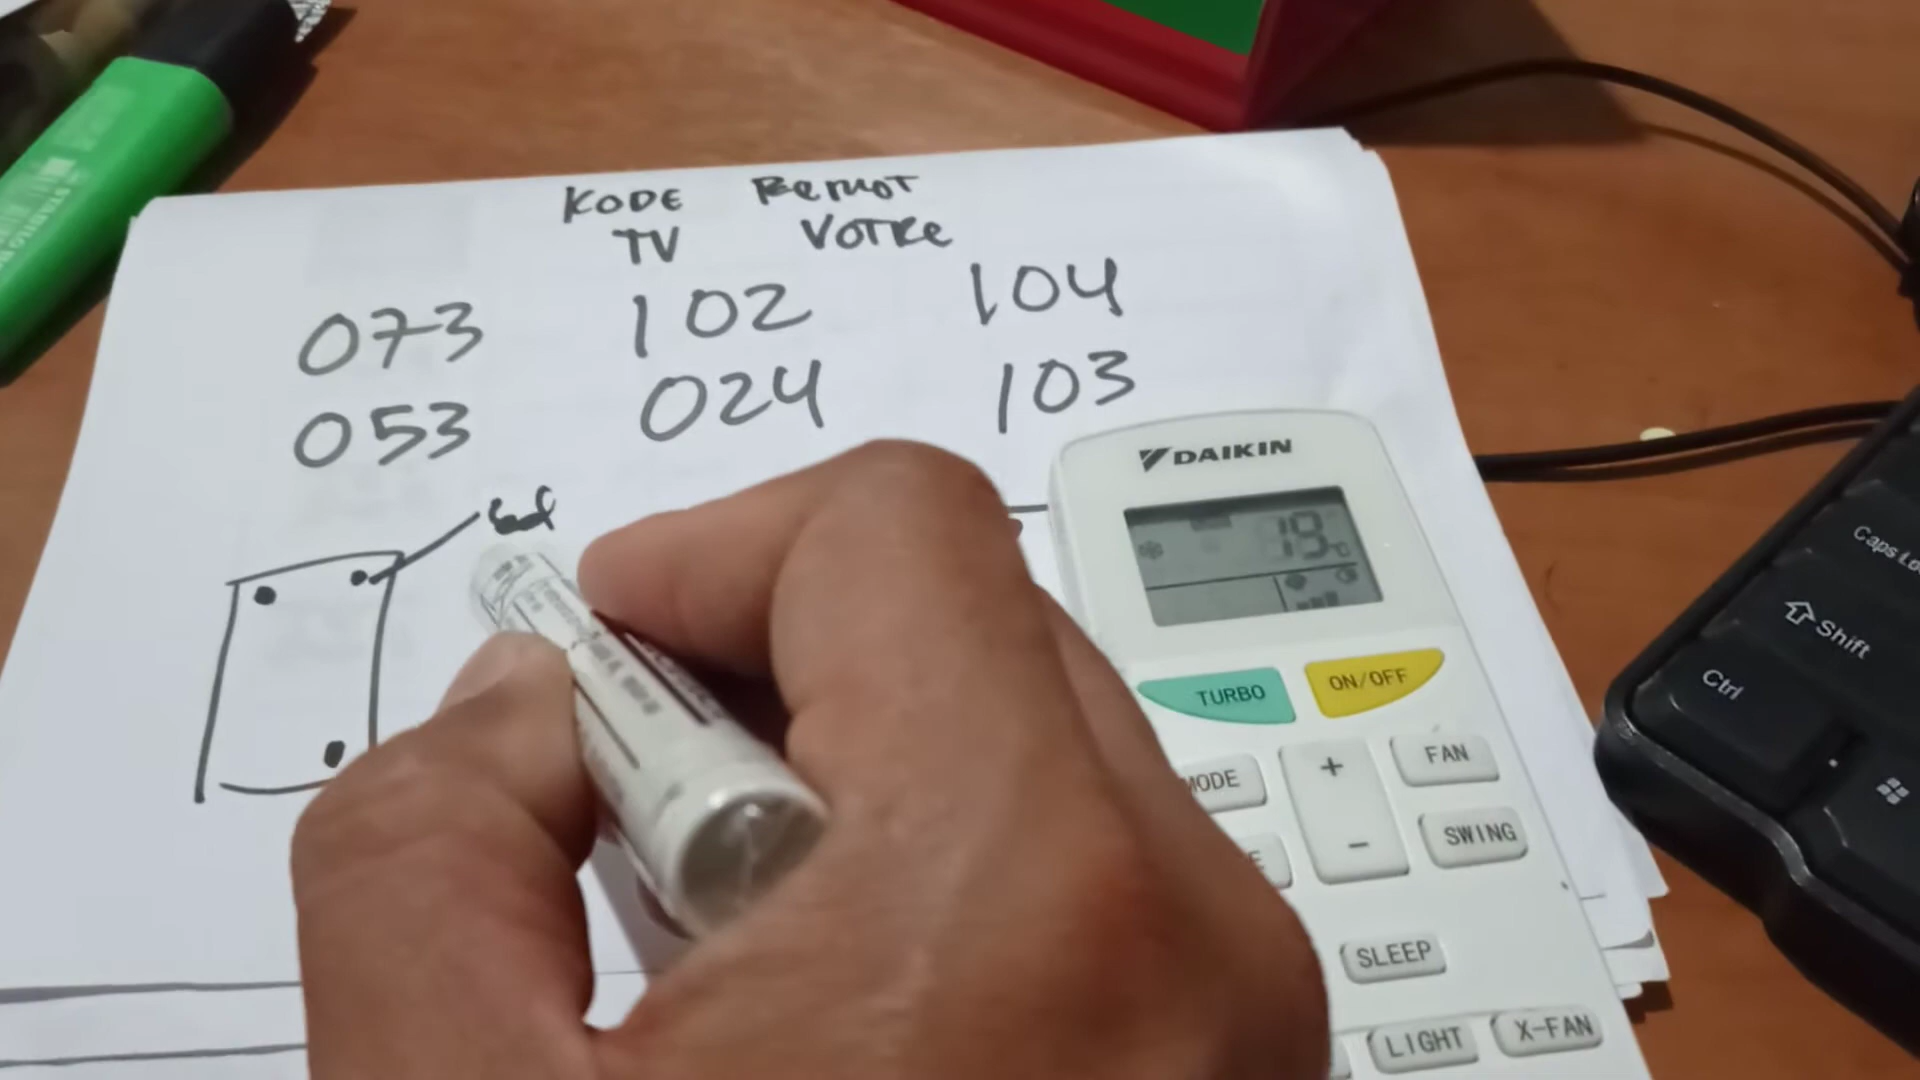 KODE REMOT
TV VOTRE
073 102 104
053 024 103
DAIKIN
19°C
TURBO ON/OFF
MODE + FAN
- SWING
SLEEP
LIGHT X-FAN
Caps Lo
Shift
Ctrl